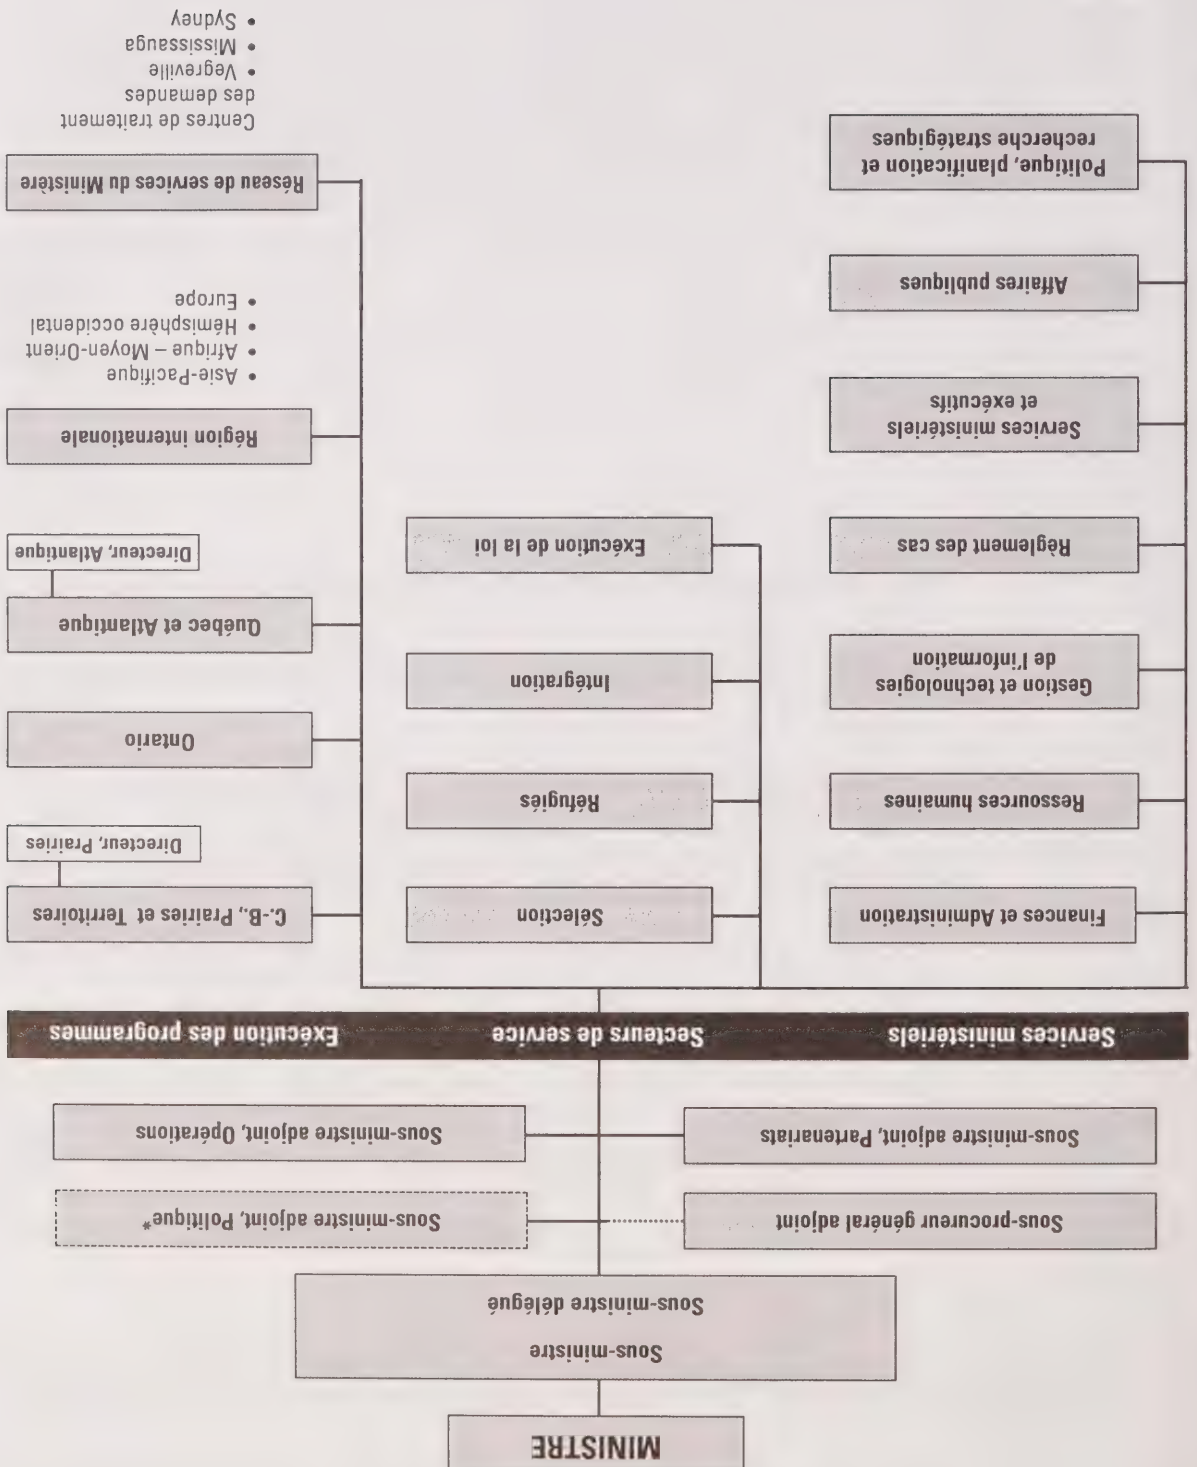 MINISTRE
Sous-ministre
Sous-ministre délégué
Sous-procureur général adjoint
Sous-ministre adjoint, Politique*
Sous-ministre adjoint, Partenariats
Sous-ministre adjoint, Opérations
Services ministériels
Secteurs de service
Exécution des programmes
Finances et Administration
Ressources humaines
Gestion et technologies
de l'information
Règlement des cas
Services ministériels
et exécutifs
Affaires publiques
Politique, planification et
recherche stratégiques
Sélection
Réfugiés
Intégration
Exécution de la loi
C.-B., Prairies et Territoires
Directeur, Prairies
Ontario
Québec et Atlantique
Directeur, Atlantique
Région internationale
• Asie-Pacifique
• Afrique – Moyen-Orient
• Hémisphère occidental
• Europe
Réseau de services du Ministère
Centres de traitement
des demandes
• Vegreville
• Mississauga
• Sydney